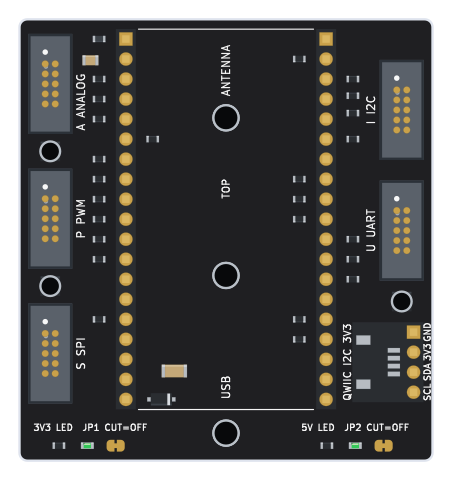 ANTENNA
A ANALOG
I I2C
TOP
P PWM
U UART
S SPI
USB
QWIIC I2C 3V3
GND
3V3
SDA
SCL
3V3 LED JP1 CUT=OFF
5V LED JP2 CUT=OFF